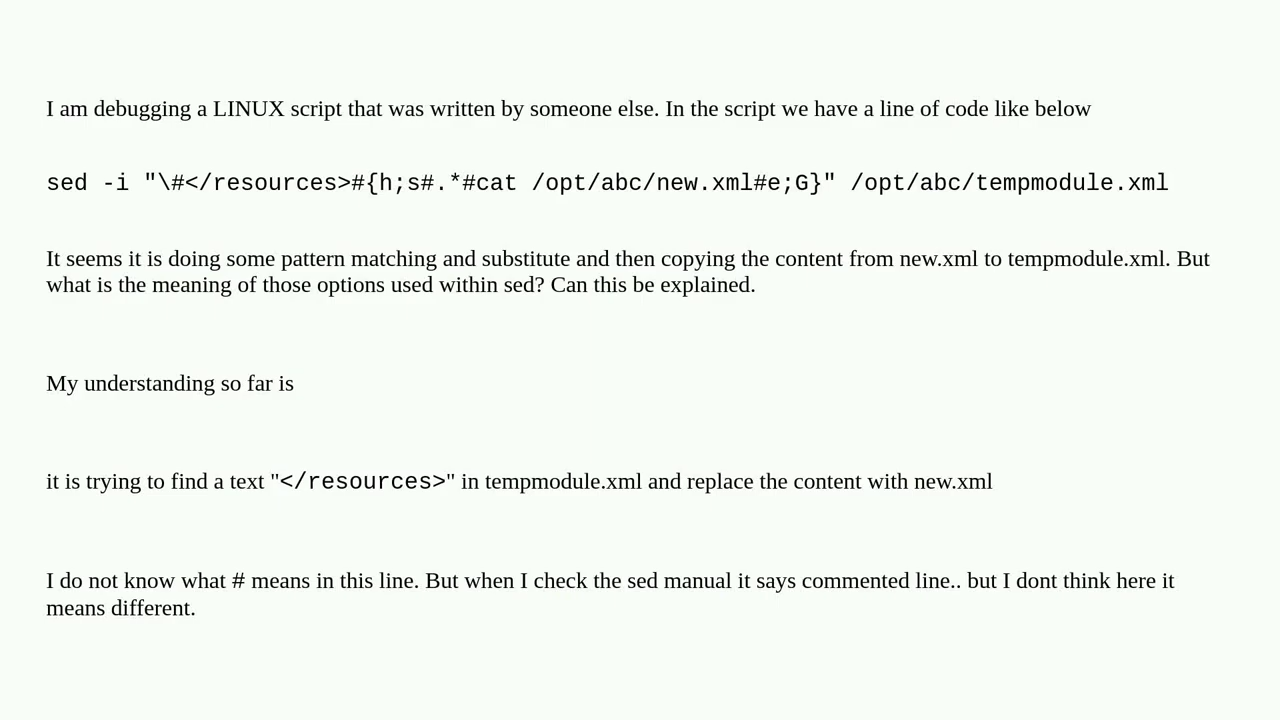 I am debugging a LINUX script that was written by someone else. In the script we have a line of code like below
sed -i "\#</resources>#{h;s#.*#cat /opt/abc/new.xml#e;G}" /opt/abc/tempmodule.xml
It seems it is doing some pattern matching and substitute and then copying the content from new.xml to tempmodule.xml. But
what is the meaning of those options used within sed? Can this be explained.
My understanding so far is
it is trying to find a text "</resources>" in tempmodule.xml and replace the content with new.xml
I do not know what # means in this line. But when I check the sed manual it says commented line.. but I dont think here it
means different.